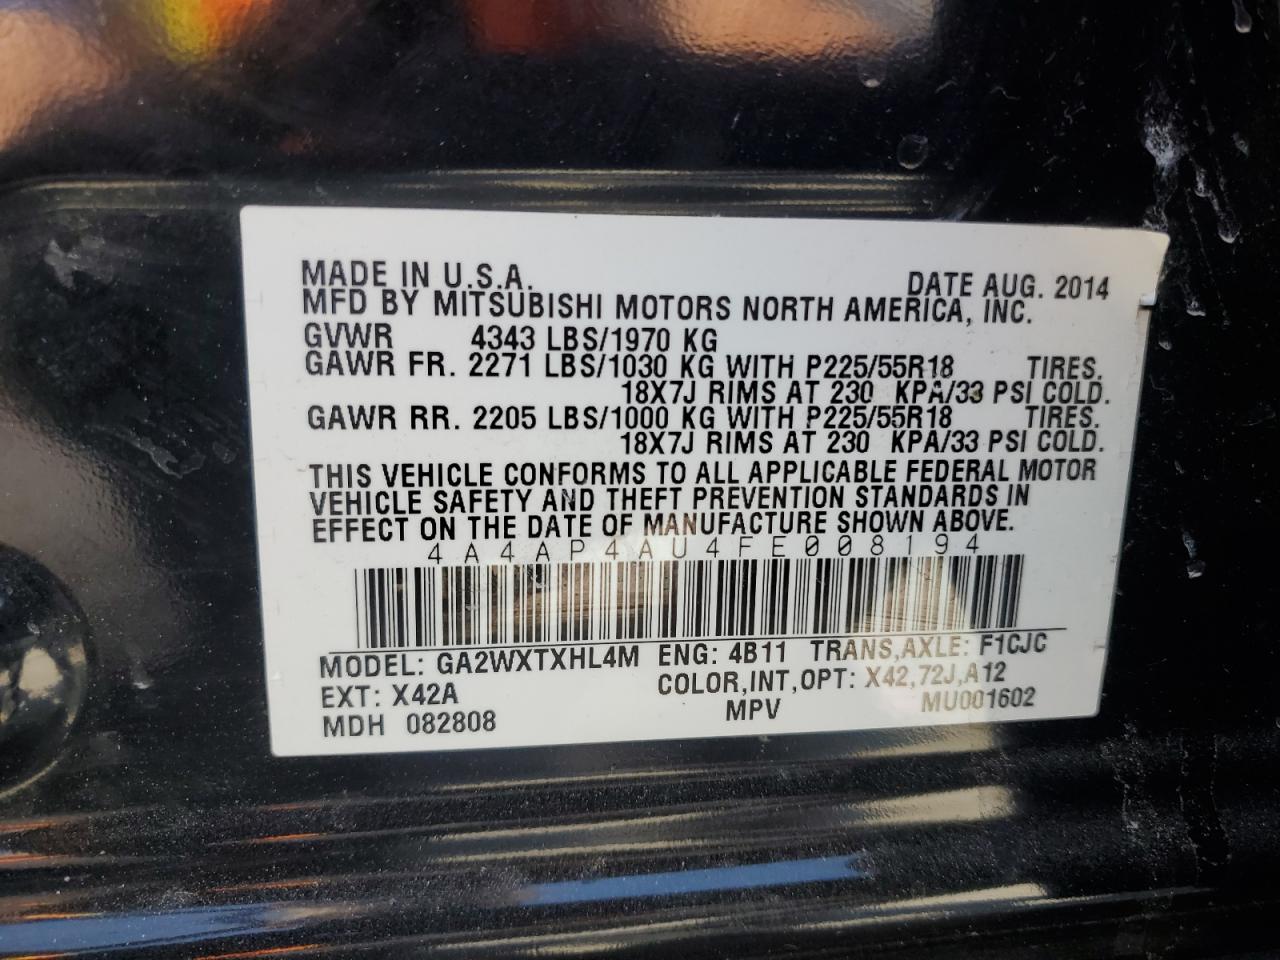 MADE IN U.S.A. DATE AUG. 2014
MFD BY MITSUBISHI MOTORS NORTH AMERICA, INC.
GVWR 4343 LBS/1970 KG
GAWR FR. 2271 LBS/1030 KG WITH P225/55R18 TIRES.
18X7J RIMS AT 230 KPA/33 PSI COLD.
GAWR RR. 2205 LBS/1000 KG WITH P225/55R18 TIRES.
18X7J RIMS AT 230 KPA/33 PSI COLD.
THIS VEHICLE CONFORMS TO ALL APPLICABLE FEDERAL MOTOR
VEHICLE SAFETY AND THEFT PREVENTION STANDARDS IN
EFFECT ON THE DATE OF MANUFACTURE SHOWN ABOVE.
4A4AP4AU4FE008194
MODEL: GA2WXTXHL4M ENG: 4B11 TRANS,AXLE: F1CJC
EXT: X42A COLOR,INT,OPT: X42,72J,A12
MDH 082808 MPV MU001602